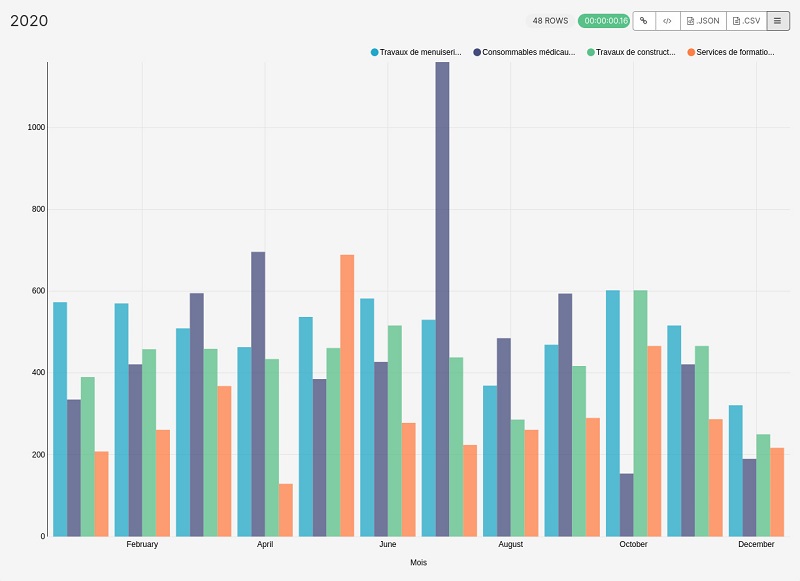 2020
48 ROWS
00:00:00.16
.JSON
.CSV
Travaux de menuiseri...
Consommables médicau...
Travaux de construct...
Services de formatio...
1000
800
600
400
200
0
February
April
June
August
October
December
Mois